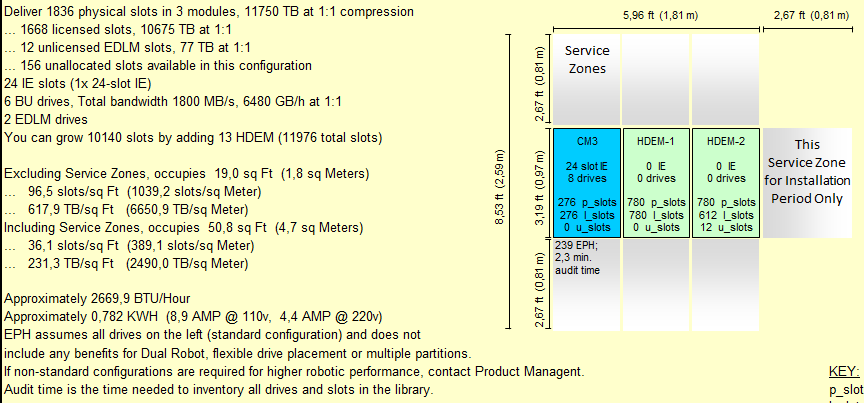 Deliver 1836 physical slots in 3 modules, 11750 TB at 1:1 compression
... 1668 licensed slots, 10675 TB at 1:1
... 12 unlicensed EDLM slots, 77 TB at 1:1
... 156 unallocated slots available in this configuration
24 IE slots (1x 24-slot IE)
6 BU drives, Total bandwidth 1800 MB/s, 6480 GB/h at 1:1
2 EDLM drives
You can grow 10140 slots by adding 13 HDEM (11976 total slots)
Excluding Service Zones, occupies 19,0 sq Ft (1,8 sq Meters)
... 96,5 slots/sq Ft (1039,2 slots/sq Meter)
... 617,9 TB/sq Ft (6650,9 TB/sq Meter)
Including Service Zones, occupies 50,8 sq Ft (4,7 sq Meters)
... 36,1 slots/sq Ft (389,1 slots/sq Meter)
... 231,3 TB/sq Ft (2490,0 TB/sq Meter)
Approximately 2669,9 BTU/Hour
Approximately 0,782 KWH (8,9 AMP @ 110v, 4,4 AMP @ 220v)
EPH assumes all drives on the left (standard configuration) and does not
include any benefits for Dual Robot, flexible drive placement or multiple partitions.
If non-standard configurations are required for higher robotic performance, contact Product Managent.
Audit time is the time needed to inventory all drives and slots in the library.
5,96 ft (1,81 m)
2,67 ft (0,81 m)
8,53 ft (2,59 m)
2,67 ft (0,81 m)
3,19 ft (0,97 m)
2,67 ft (0,81 m)
Service
Zones
CM3
24 slot IE
8 drives
276 p_slots
276 l_slots
0 u_slots
HDEM-1
0 IE
0 drives
780 p_slots
780 l_slots
0 u_slots
HDEM-2
0 IE
0 drives
780 p_slots
612 l_slots
12 u_slots
This
Service Zone
for Installation
Period Only
239 EPH;
2,3 min.
audit time
KEY:
p_slot